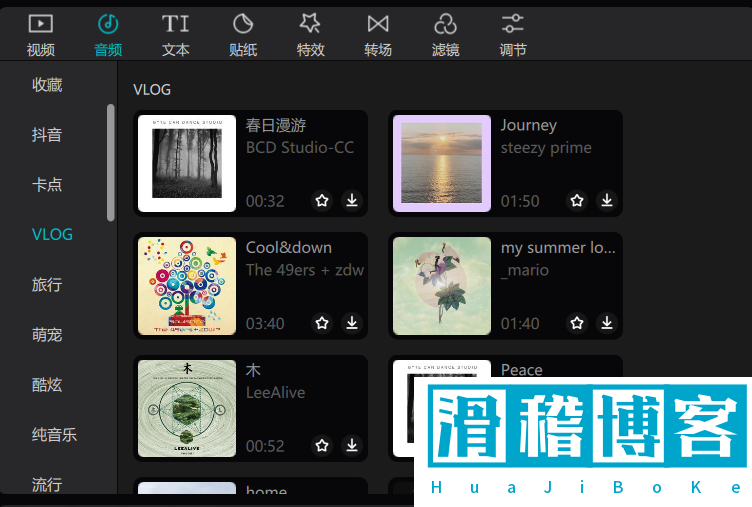 视频
音频
文本
贴纸
特效
转场
滤镜
调节
收藏
抖音
卡点
VLOG
旅行
萌宠
酷炫
纯音乐
流行
VLOG
春日漫游
BCD Studio-CC
00:32
Journey
steezy prime
01:50
Cool&down
The 49ers + zdw
03:40
my summer lo...
_mario
01:40
木
LeeAlive
00:52
Peace
home
木
LEEALIVE
滑稽博客
HuaJiBoKe